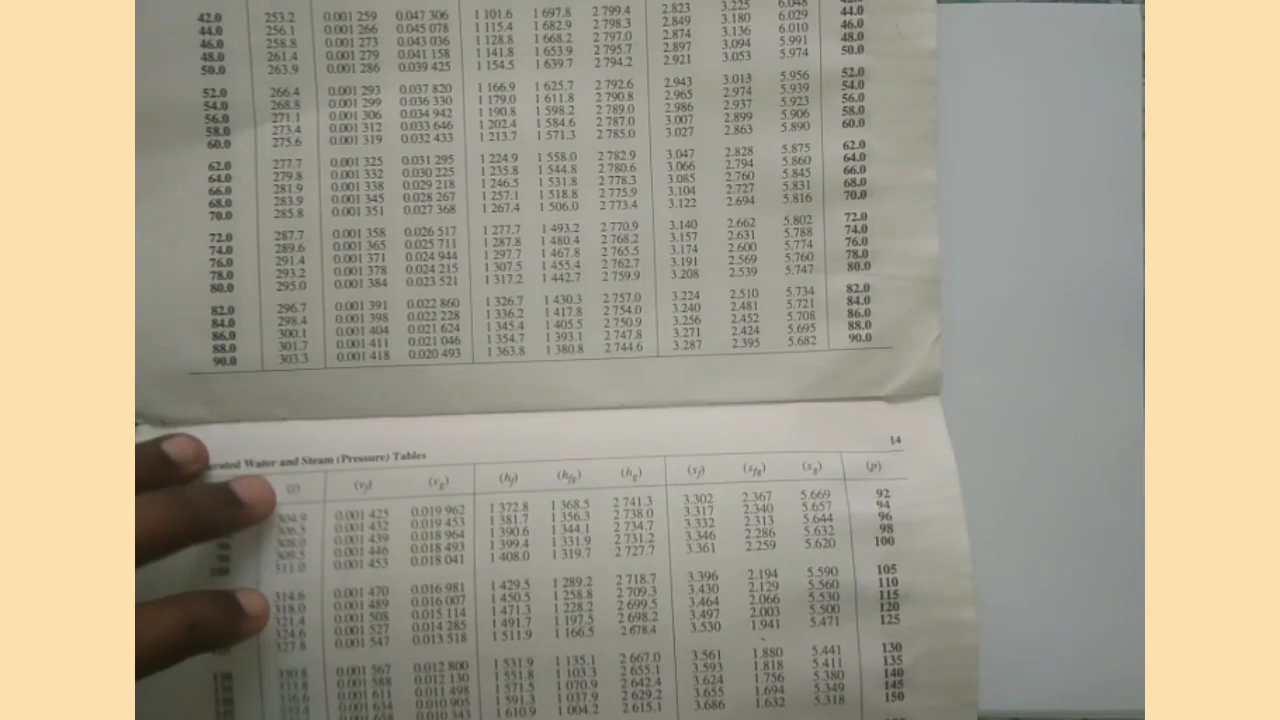 42.0 253.2 0.001 259 0.047 306 1 101.6 1 697.8 2 799.4 2.823 3.225 6.048
44.0 256.1 0.001 266 0.045 078 1 115.4 1 682.9 2 798.3 2.849 3.180 6.029 44.0
46.0 258.8 0.001 273 0.043 036 1 128.8 1 668.2 2 797.0 2.874 3.136 6.010 46.0
48.0 261.4 0.001 279 0.041 158 1 141.8 1 653.9 2 795.7 2.897 3.094 5.991 48.0
50.0 263.9 0.001 286 0.039 425 1 154.5 1 639.7 2 794.2 2.921 3.053 5.974 50.0
52.0 266.4 0.001 293 0.037 820 1 166.9 1 625.7 2 792.6 2.943 3.013 5.956 52.0
54.0 268.8 0.001 299 0.036 330 1 179.0 1 611.8 2 790.8 2.965 2.974 5.939 54.0
56.0 271.1 0.001 306 0.034 942 1 190.8 1 598.2 2 789.0 2.986 2.937 5.923 56.0
58.0 273.4 0.001 312 0.033 646 1 202.4 1 584.6 2 787.0 3.007 2.899 5.906 58.0
60.0 275.6 0.001 319 0.032 433 1 213.7 1 571.3 2 785.0 3.027 2.863 5.890 60.0
62.0 277.7 0.001 325 0.031 295 1 224.9 1 558.0 2 782.9 3.047 2.828 5.875 62.0
64.0 279.8 0.001 332 0.030 225 1 235.8 1 544.8 2 780.6 3.066 2.794 5.860 64.0
66.0 281.9 0.001 338 0.029 218 1 246.5 1 531.8 2 778.3 3.085 2.760 5.845 66.0
68.0 283.9 0.001 345 0.028 267 1 257.1 1 518.8 2 775.9 3.104 2.727 5.831 68.0
70.0 285.8 0.001 351 0.027 368 1 267.4 1 506.0 2 773.4 3.122 2.694 5.816 70.0
72.0 287.7 0.001 358 0.026 517 1 277.7 1 493.2 2 770.9 3.140 2.662 5.802 72.0
74.0 289.6 0.001 365 0.025 711 1 287.8 1 480.4 2 768.2 3.157 2.631 5.788 74.0
76.0 291.4 0.001 371 0.024 944 1 297.7 1 467.8 2 765.5 3.174 2.600 5.774 76.0
78.0 293.2 0.001 378 0.024 215 1 307.5 1 455.4 2 762.7 3.191 2.569 5.760 78.0
80.0 295.0 0.001 384 0.023 521 1 317.2 1 442.7 2 759.9 3.208 2.539 5.747 80.0
82.0 296.7 0.001 391 0.022 860 1 326.7 1 430.3 2 757.0 3.224 2.510 5.734 82.0
84.0 298.4 0.001 398 0.022 228 1 336.2 1 417.8 2 754.0 3.240 2.481 5.721 84.0
86.0 300.1 0.001 404 0.021 624 1 345.4 1 405.5 2 750.9 3.256 2.452 5.708 86.0
88.0 301.7 0.001 411 0.021 046 1 354.7 1 393.1 2 747.8 3.271 2.424 5.695 88.0
90.0 303.3 0.001 418 0.020 493 1 363.8 1 380.8 2 744.6 3.287 2.395 5.682 90.0
14
Water and Steam (Pressure) Tables
(t) (vf) (vg) (hf) (hfg) (hg) (sf) (sfg) (sg) (p)
304.9 0.001 425 0.019 962 1 372.8 1 368.5 2 741.3 3.302 2.367 5.669 92
306.5 0.001 432 0.019 453 1 381.7 1 356.3 2 738.0 3.317 2.340 5.657 94
308.0 0.001 439 0.018 964 1 390.6 1 344.1 2 734.7 3.332 2.313 5.644 96
309.5 0.001 446 0.018 493 1 399.4 1 331.9 2 731.2 3.346 2.286 5.632 98
311.0 0.001 453 0.018 041 1 408.0 1 319.7 2 727.7 3.361 2.259 5.620 100
314.6 0.001 470 0.016 981 1 429.5 1 289.2 2 718.7 3.396 2.194 5.590 105
318.0 0.001 489 0.016 007 1 450.5 1 258.8 2 709.3 3.430 2.129 5.560 110
321.4 0.001 508 0.015 114 1 471.3 1 228.2 2 699.5 3.464 2.066 5.530 115
324.6 0.001 527 0.014 285 1 491.7 1 197.5 2 698.2 3.497 2.003 5.500 120
327.8 0.001 547 0.013 518 1 511.9 1 166.5 2 678.4 3.530 1.941 5.471 125
330.8 0.001 567 0.012 800 1 531.9 1 135.1 2 667.0 3.561 1.880 5.441 130
0.001 588 0.012 130 1 551.8 1 103.3 2 655.1 3.593 1.818 5.411 135
0.001 611 0.011 498 1 571.5 1 070.9 2 642.4 3.624 1.756 5.380 140
0.001 634 0.010 905 1 591.3 1 037.9 2 629.2 3.655 1.694 5.349 145
0.001 658 0.010 343 1 610.9 1 004.2 2 615.1 3.686 1.632 5.318 150